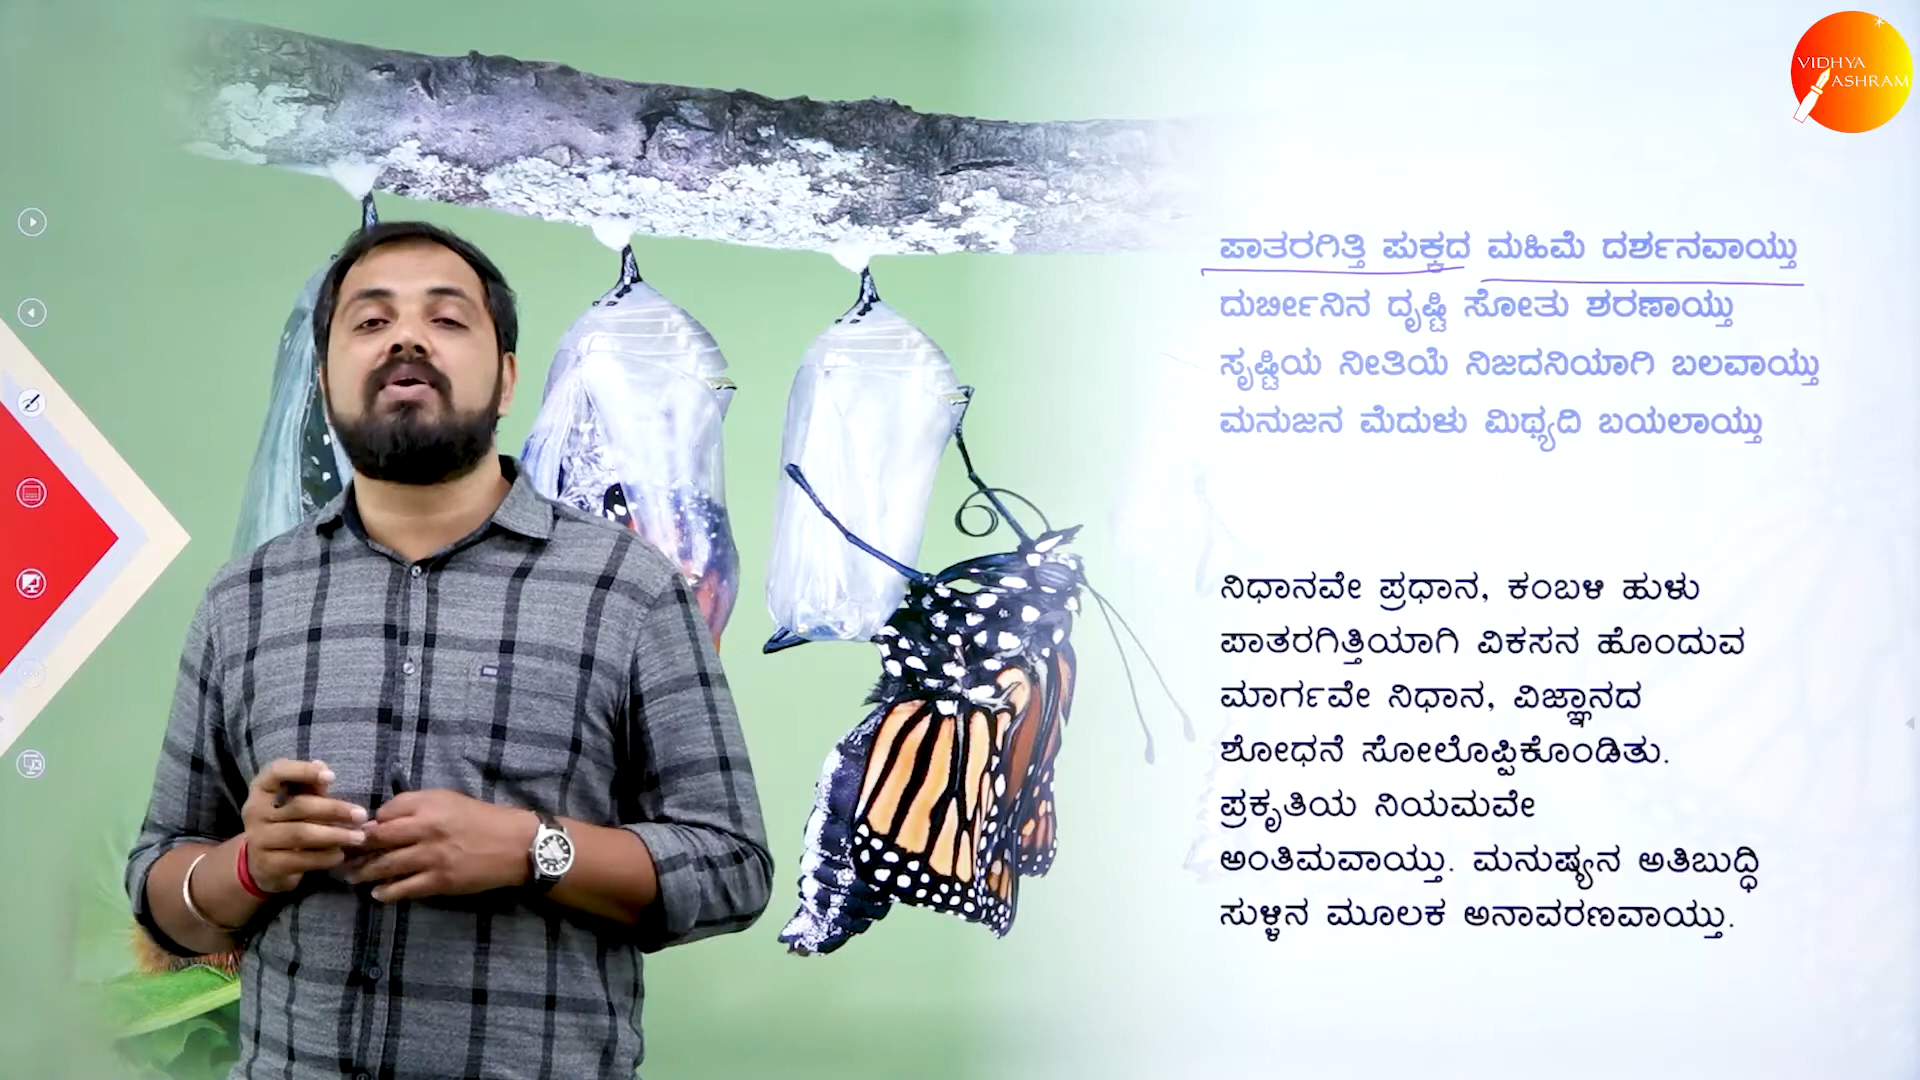 VIDHYA
ASHRAM
ಪಾತರಗಿತ್ತಿ ಪುಕ್ಕದ ಮಹಿಮೆ ದರ್ಶನವಾಯ್ತು
ದುರ್ಬೀನಿನ ದೃಷ್ಟಿ ಸೋತು ಶರಣಾಯ್ತು
ಸೃಷ್ಟಿಯ ನೀತಿಯೆ ನಿಜದನಿಯಾಗಿ ಬಲವಾಯ್ತು
ಮನುಜನ ಮೆದುಳು ಮಿಥ್ಯದಿ ಬಯಲಾಯ್ತು
ನಿಧಾನವೇ ಪ್ರಧಾನ, ಕಂಬಳಿ ಹುಳು
ಪಾತರಗಿತ್ತಿಯಾಗಿ ವಿಕಸನ ಹೊಂದುವ
ಮಾರ್ಗವೇ ನಿಧಾನ, ವಿಜ್ಞಾನದ
ಶೋಧನೆ ಸೋಲೊಪ್ಪಿಕೊಂಡಿತು.
ಪ್ರಕೃತಿಯ ನಿಯಮವೇ
ಅಂತಿಮವಾಯ್ತು. ಮನುಷ್ಯನ ಅತಿಬುದ್ಧಿ
ಸುಳ್ಳಿನ ಮೂಲಕ ಅನಾವರಣವಾಯ್ತು.